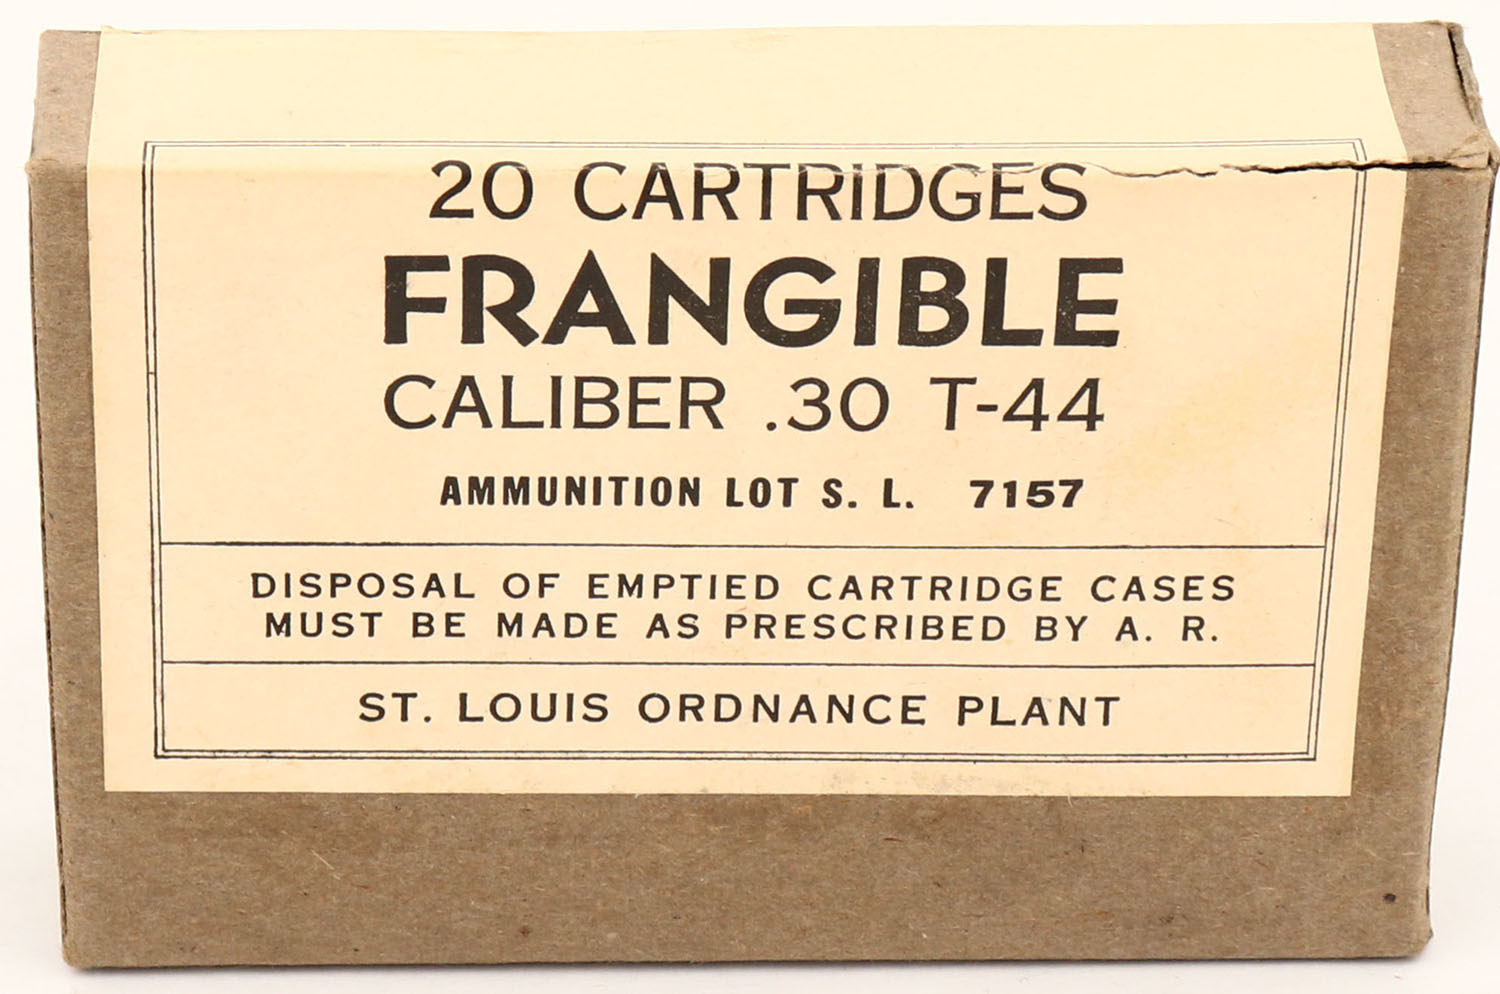 20 CARTRIDGES
FRANGIBLE
CALIBER .30 T-44
AMMUNITION LOT S. L. 7157
DISPOSAL OF EMPTIED CARTRIDGE CASES
MUST BE MADE AS PRESCRIBED BY A. R.
ST. LOUIS ORDNANCE PLANT